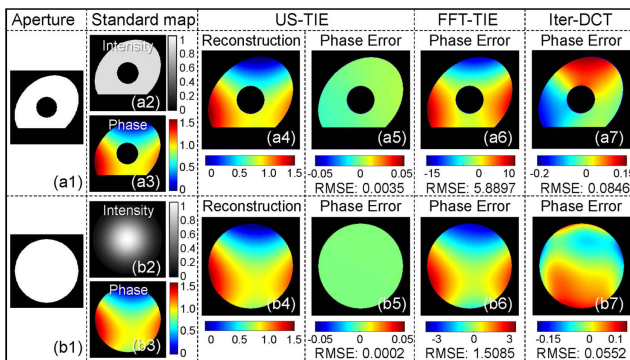 Aperture Standard map US-TIE FFT-TIE Iter-DCT
Intensity Reconstruction Phase Error Phase Error Phase Error
1
0.8
0.6
0.4
0.2
0
(a2)
Phase
1.5
1.0
0.5
0
(a1) (a3) (a4) (a5) (a6) (a7)
0 0.5 1.0 1.5 -0.05 0 0.05 -15 0 10 -0.2 0 0.15
RMSE: 0.0035 RMSE: 5.8897 RMSE: 0.0846
Intensity Reconstruction Phase Error Phase Error Phase Error
1
0.8
0.6
0.4
0.2
0
(b2)
Phase
1.5
1.0
0.5
0
(b1) (b3) (b4) (b5) (b6) (b7)
0 0.5 1.0 1.5 -0.05 0 0.05 -3 0 3 -0.15 0 0.1
RMSE: 0.0002 RMSE: 1.5085 RMSE: 0.0552